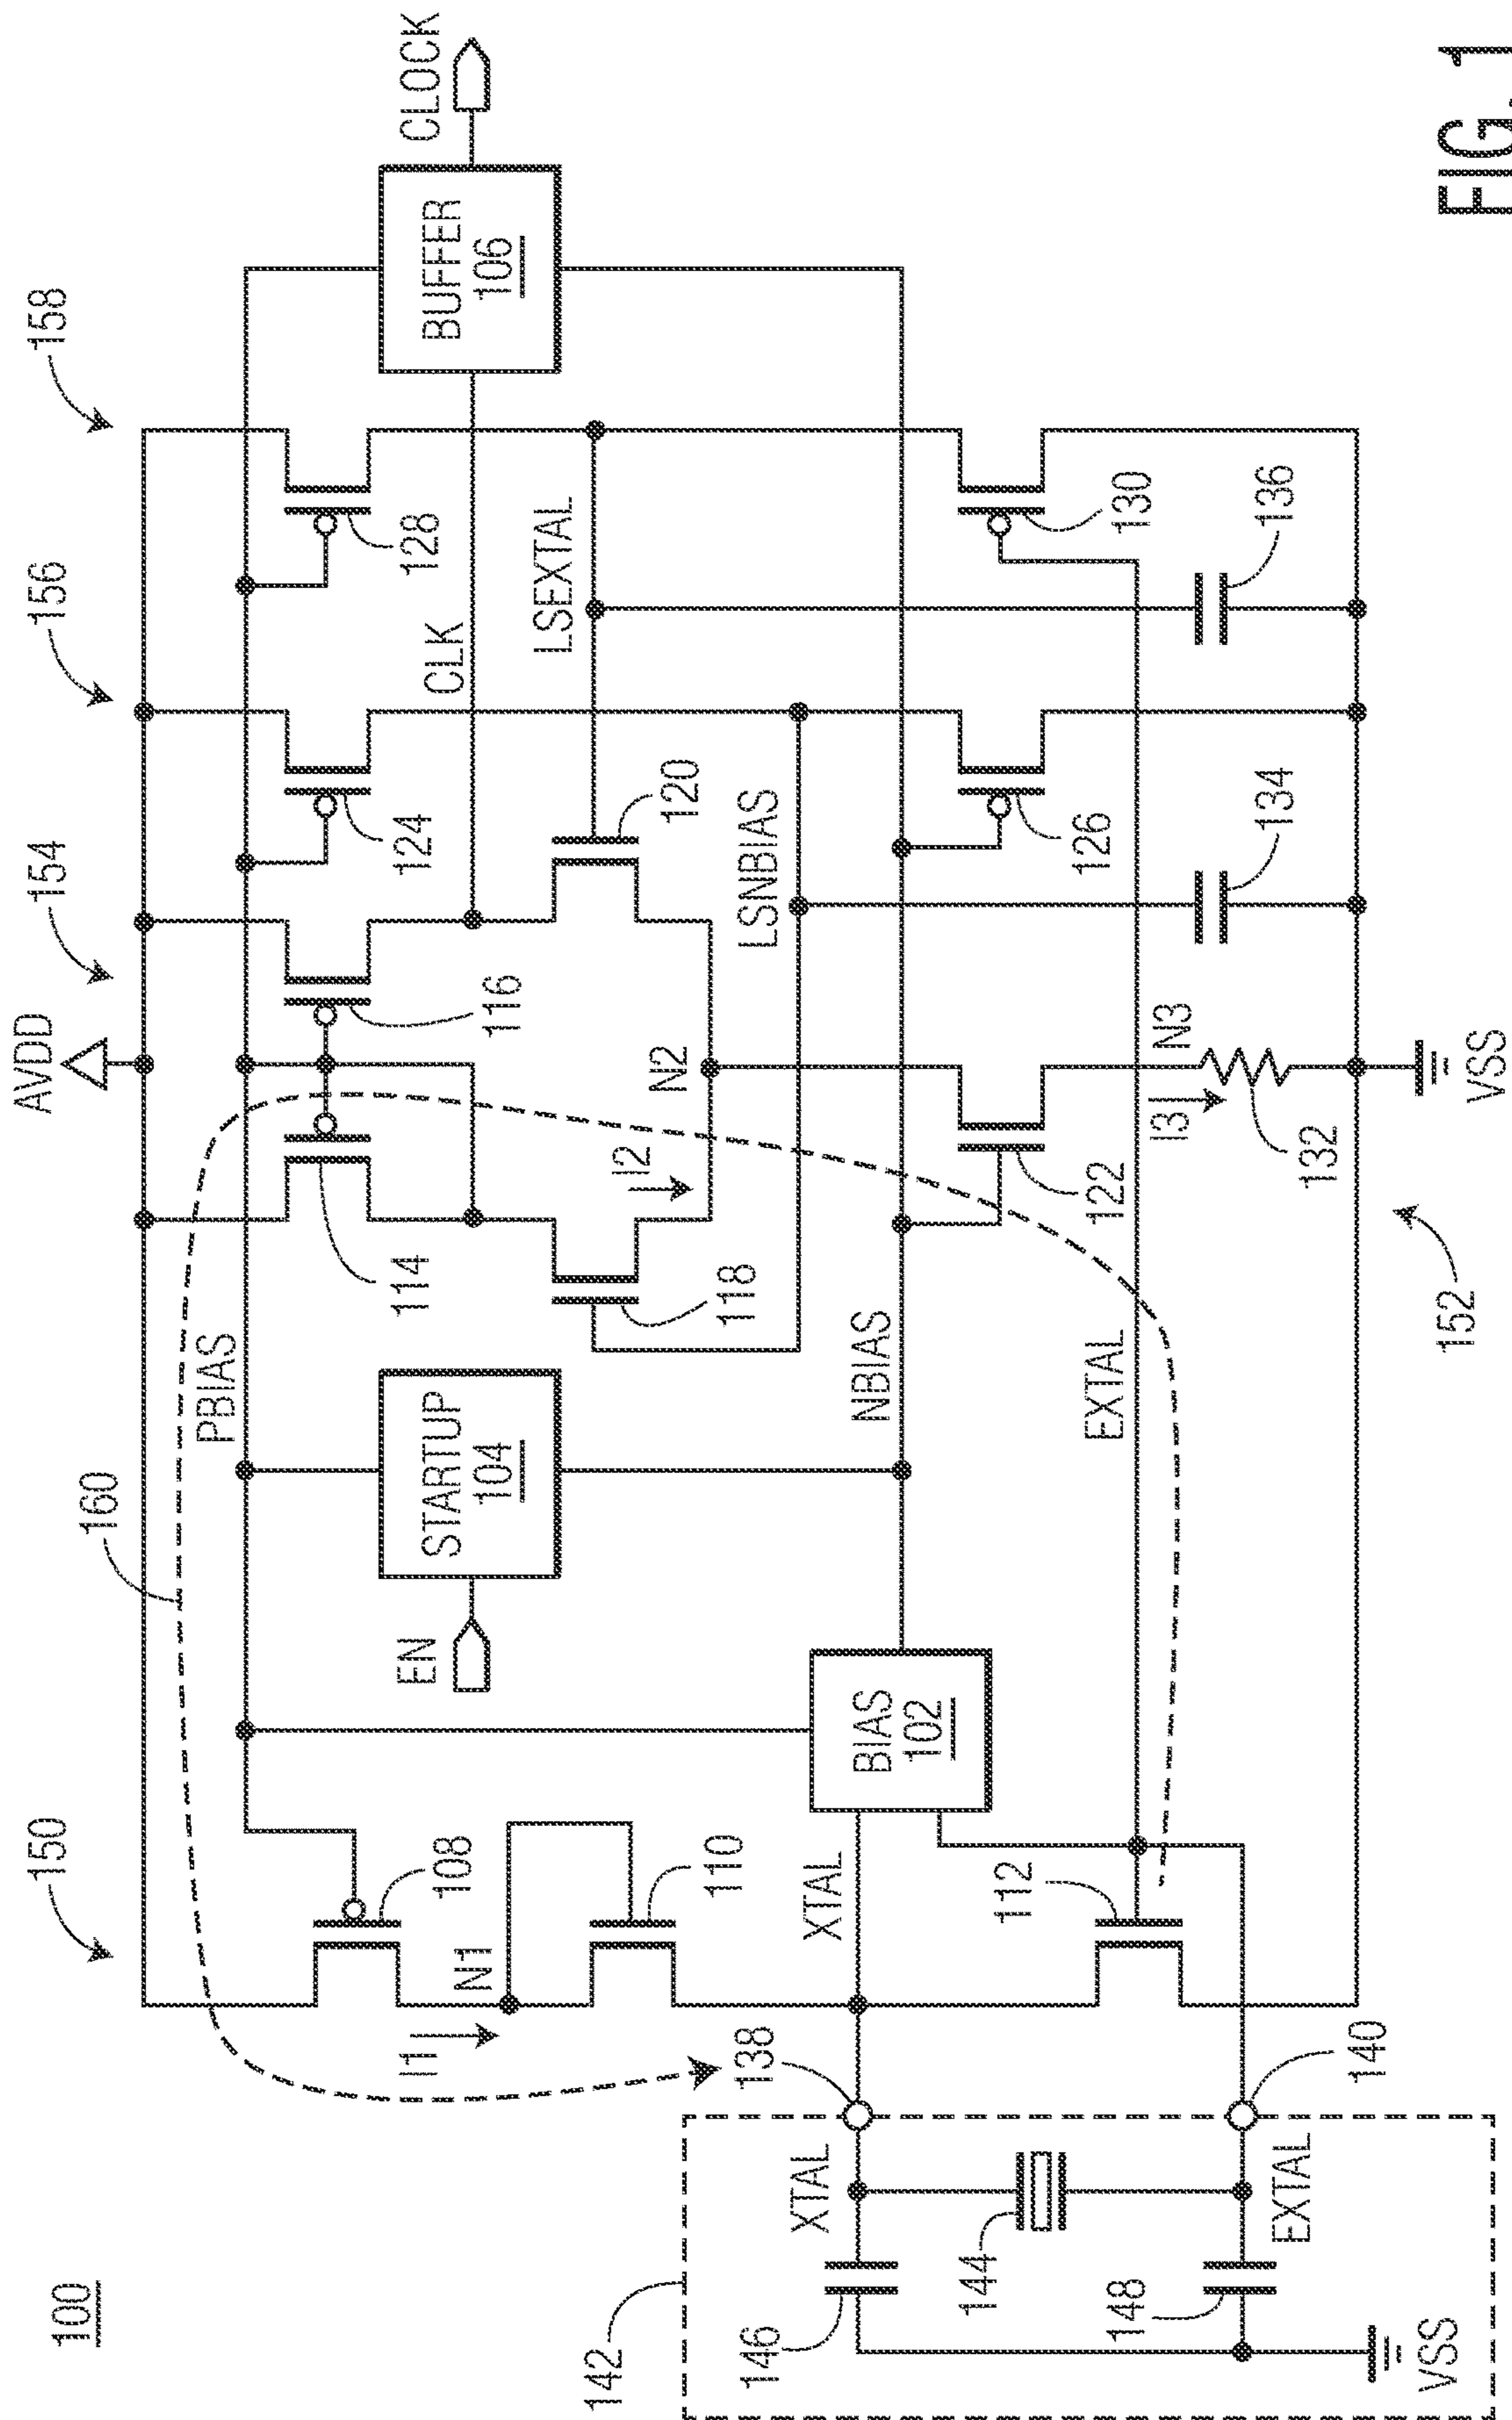 100
150
160
AVDD
154
156
158
PBIAS
108
I1
N1
110
EN
STARTUP
104
114
116
124
128
CLK
BUFFER
106
CLOCK
118
I2
N2
120
LSEXTAL
LSNBIAS
138
XTAL
XTAL
BIAS
102
NBIAS
142
146
144
148
EXTAL
VSS
140
112
EXTAL
122
I3
N3
132
126
134
130
136
152
VSS
FIG. 1